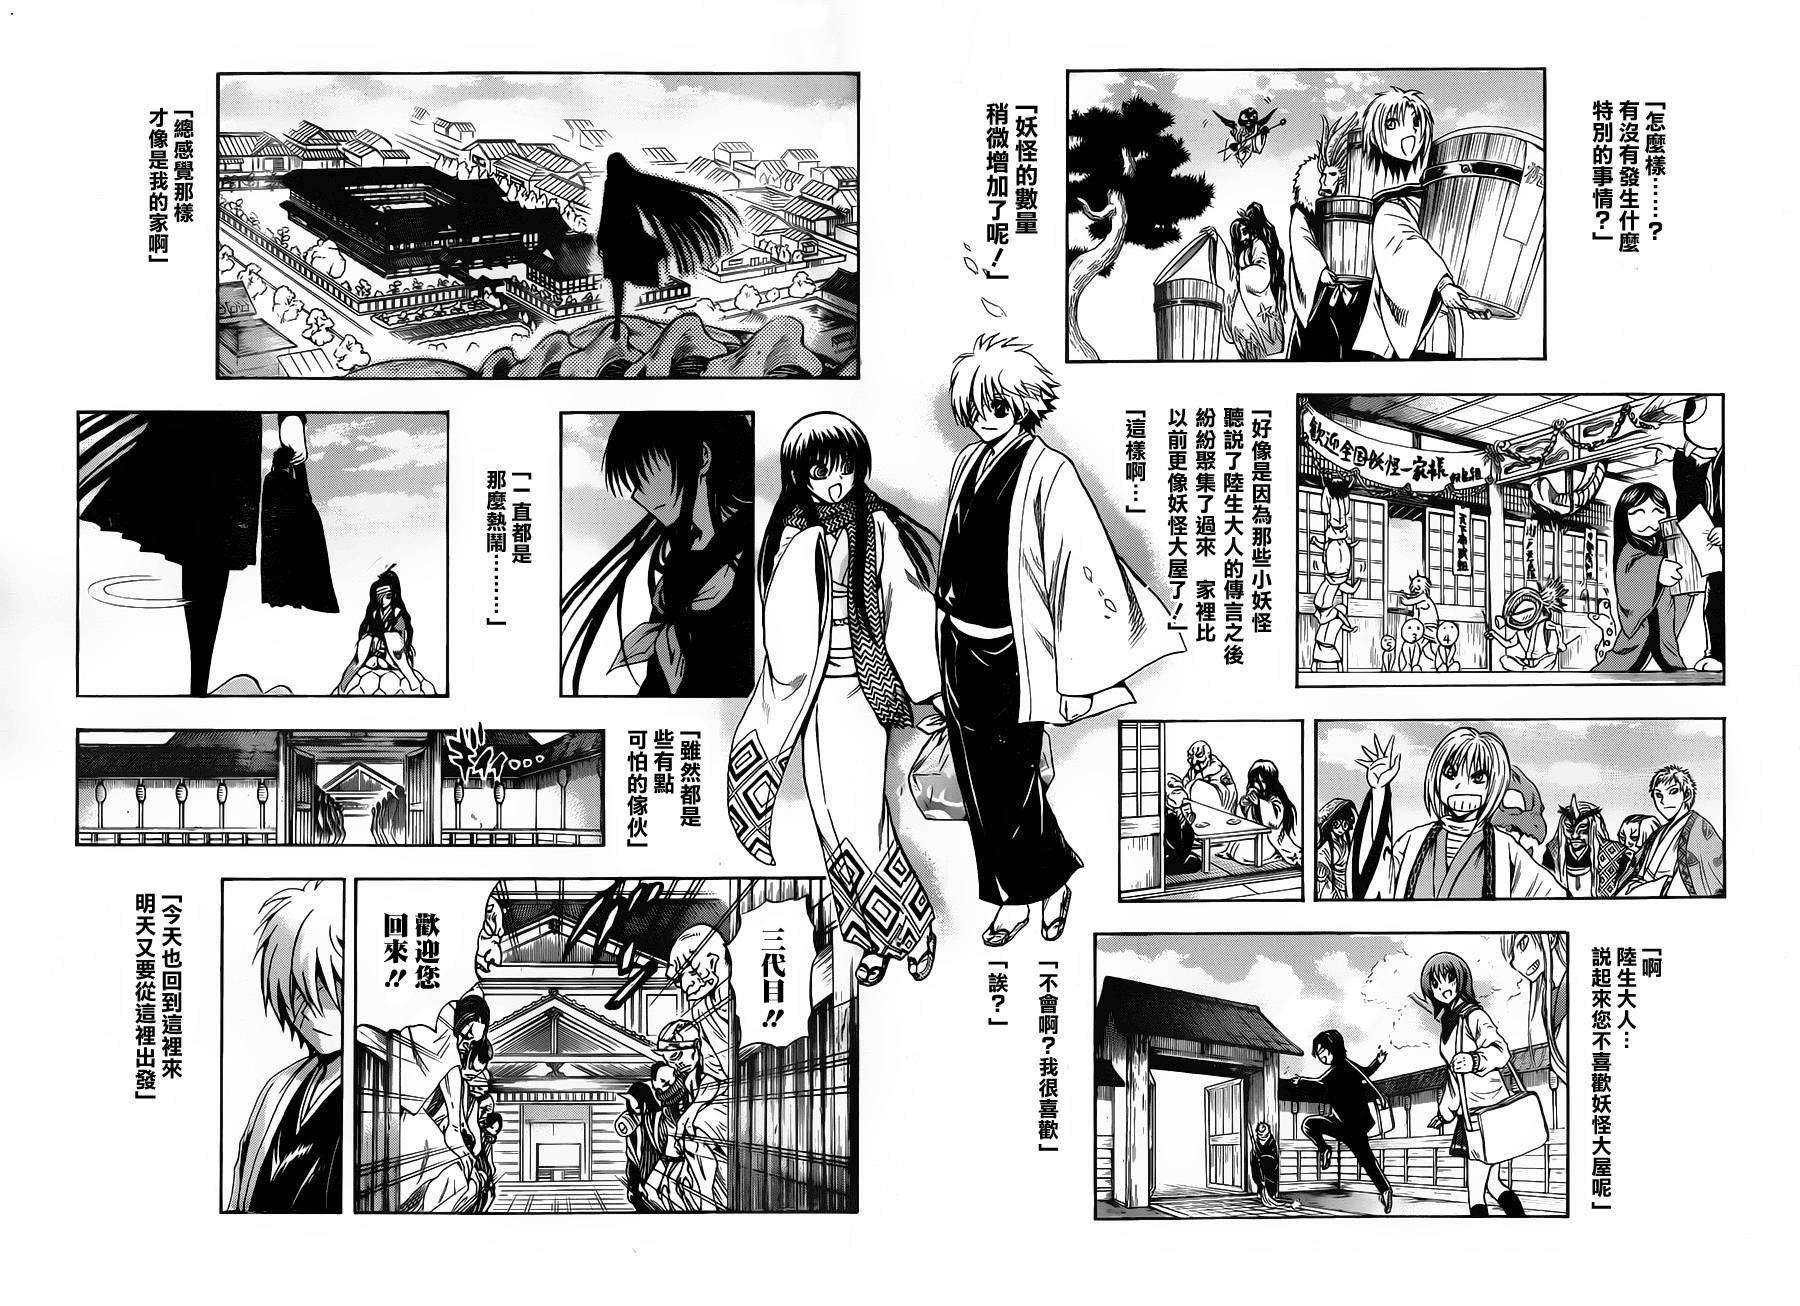 「怎麼樣……?
有沒有發生什麼
特別的事情?」
「妖怪的數量
稍微增加了呢!」
歡迎全国妖怪一家様
「好像是因為那些小妖怪
聽說了陸生大人的傳言之後
紛紛聚集了過來 家裡比
以前更像妖怪大屋了!」
「這樣啊…」
「啊
陸生大人…
說起來您不喜歡妖怪大屋呢」
「不會啊?我很喜歡」
「誒?」
「總感覺那樣
才像是我的家啊」
「一直都是
那麼熱鬧………」
「雖然都是
些有點
可怕的傢伙」
三代目!!
歡迎您
回來!!
「今天也回到這裡來
明天又要從這裡出發」